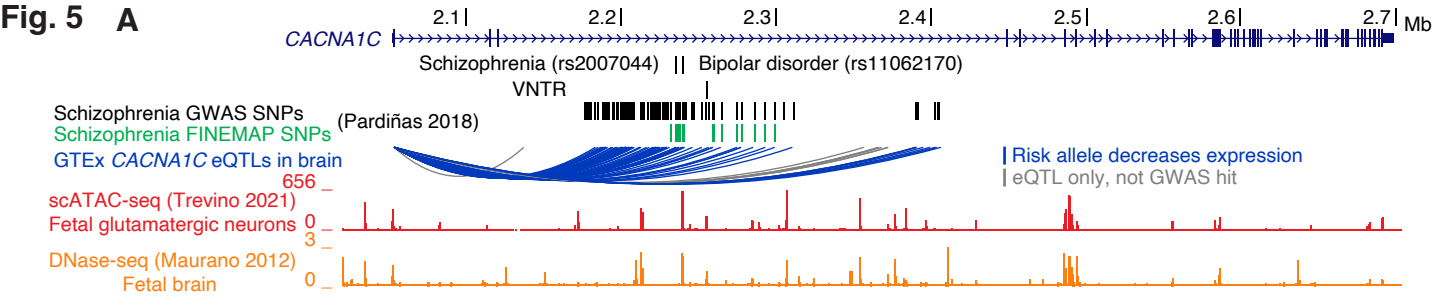 Fig. 5 A
2.1 2.2 2.3 2.4 2.5 2.6 2.7 Mb
CACNA1C
Schizophrenia (rs2007044) Bipolar disorder (rs11062170)
VNTR
Schizophrenia GWAS SNPs
(Pardiñas 2018)
Schizophrenia FINEMAP SNPs
GTEx CACNA1C eQTLs in brain
Risk allele decreases expression
eQTL only, not GWAS hit
656
scATAC-seq (Trevino 2021)
Fetal glutamatergic neurons 0
3
DNase-seq (Maurano 2012)
Fetal brain 0